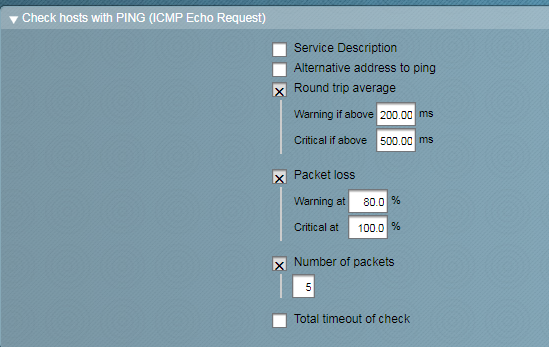 Check hosts with PING (ICMP Echo Request)
Service Description
Alternative address to ping
Round trip average
Warning if above 200.00 ms
Critical if above 500.00 ms
Packet loss
Warning at 80.0 %
Critical at 100.0 %
Number of packets
5
Total timeout of check